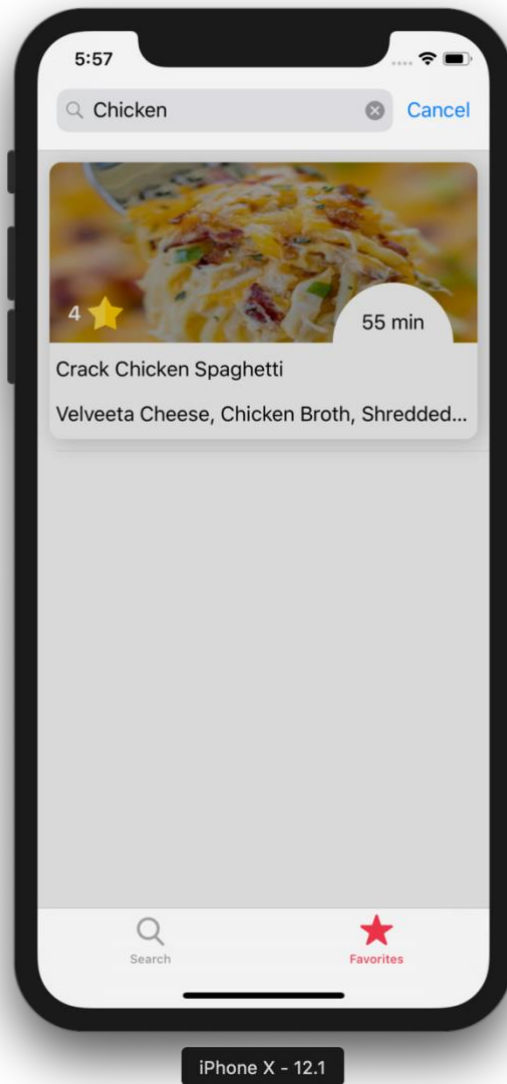 5:57
Chicken
Cancel
4
55 min
Crack Chicken Spaghetti
Velveeta Cheese, Chicken Broth, Shredded...
Search
Favorites
iPhone X - 12.1